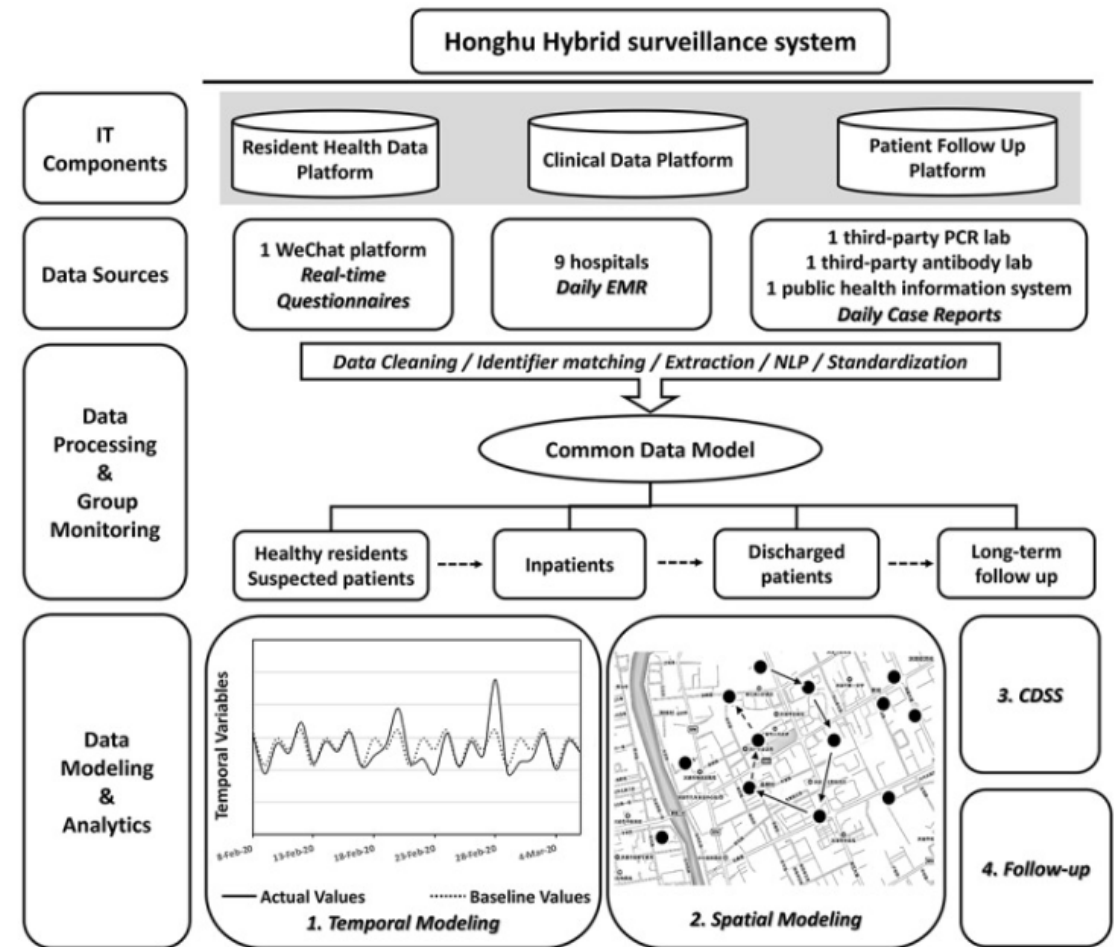 Honghu Hybrid surveillance system
IT
Components
Resident Health Data
Platform
Clinical Data Platform
Patient Follow Up
Platform
Data Sources
1 WeChat platform
Real-time
Questionnaires
9 hospitals
Daily EMR
1 third-party PCR lab
1 third-party antibody lab
1 public health information system
Daily Case Reports
Data
Processing
&
Group
Monitoring
Data Cleaning / Identifier matching / Extraction / NLP / Standardization
Common Data Model
Healthy residents
Suspected patients
Inpatients
Discharged
patients
Long-term
follow up
Data
Modeling
&
Analytics
Temporal Variables
8-Feb-20
13-Feb-20
18-Feb-20
23-Feb-20
28-Feb-20
4-Mar-20
Actual Values
Baseline Values
1. Temporal Modeling
2. Spatial Modeling
3. CDSS
4. Follow-up